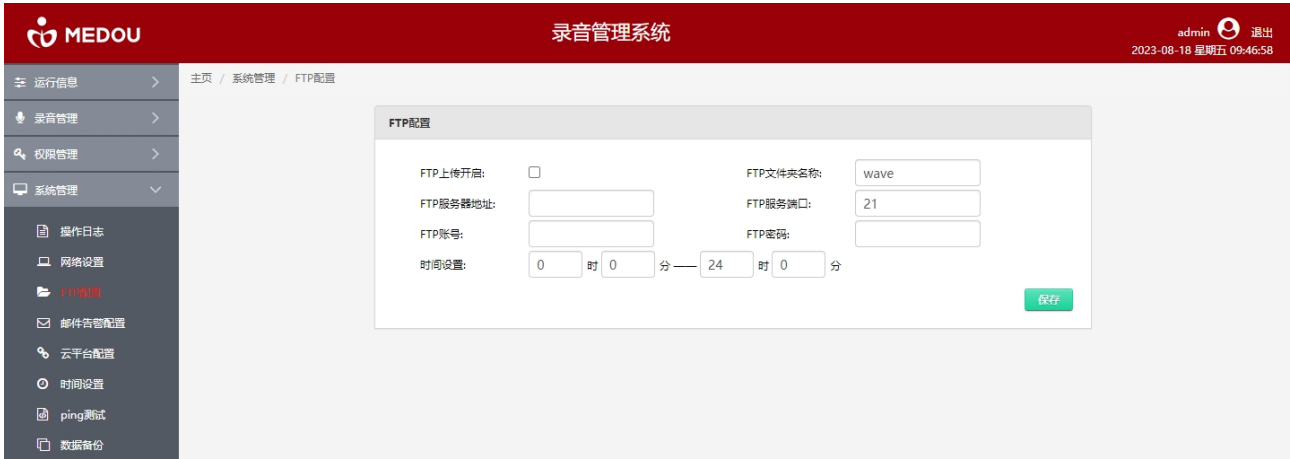 MEDOU
录音管理系统
admin 退出
2023-08-18 星期五 09:46:58
运行信息
录音管理
权限管理
系统管理
操作日志
网络设置
FTP配置
邮件告警配置
云平台配置
时间设置
ping测试
数据备份
主页 / 系统管理 / FTP配置
FTP配置
FTP上传开启: FTP文件夹名称: wave
FTP服务器地址: FTP服务端口: 21
FTP账号: FTP密码:
时间设置: 0 时 0 分 —— 24 时 0 分
保存